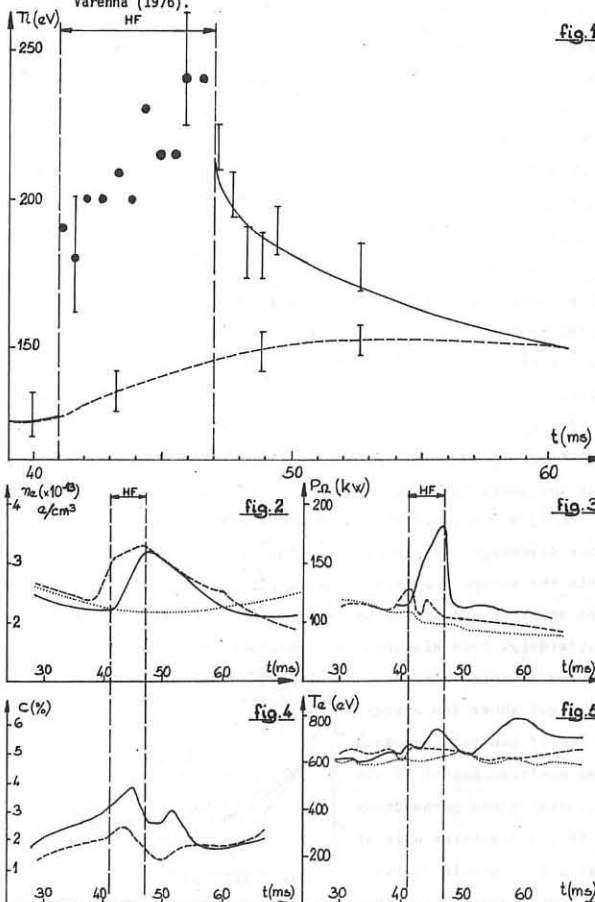 Varenna (1976).
Ti (eV)
HF
fig.1
250
200
150
40
50
60
t(ms)
ne (x10⁻¹³)
a/cm³
HF
fig.2
4
3
2
30
40
50
60
t(ms)
PΩ (kw)
HF
fig.3
200
150
100
30
40
50
60
t(ms)
C(%)
fig.4
6
5
4
3
2
1
30
40
50
60
t(ms)
Te (eV)
fig.5
800
600
400
200
30
40
50
60
t(ms)